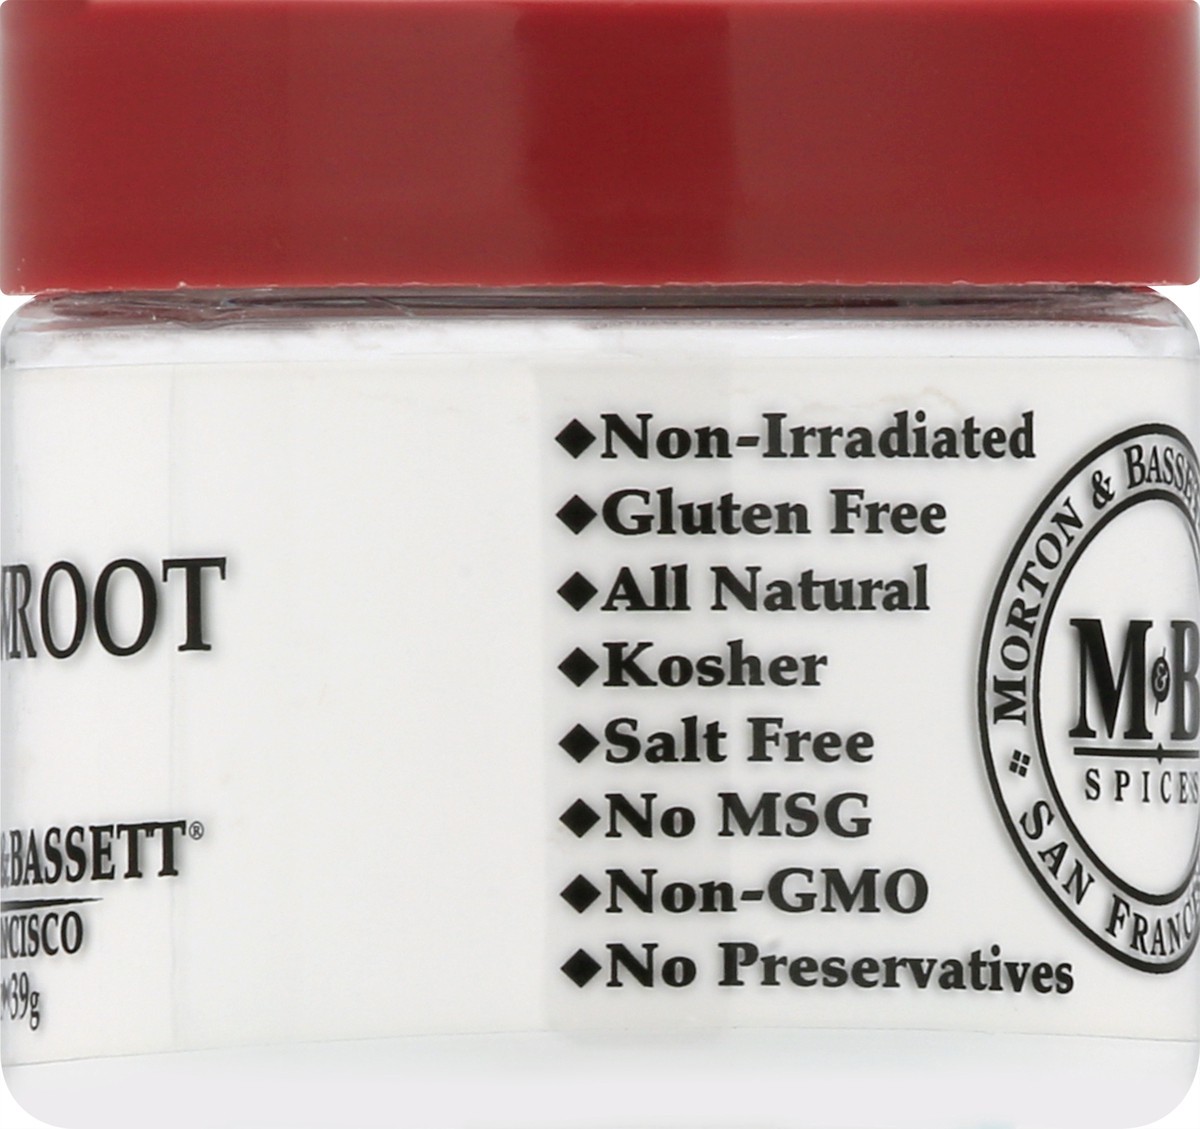 ROOT
&BASSETT®
NCISCO
39g
◆Non-Irradiated
◆Gluten Free
◆All Natural
◆Kosher
◆Salt Free
◆No MSG
◆Non-GMO
◆No Preservatives
MORTON & BASSE
M&B
SPICES
SAN FRANC